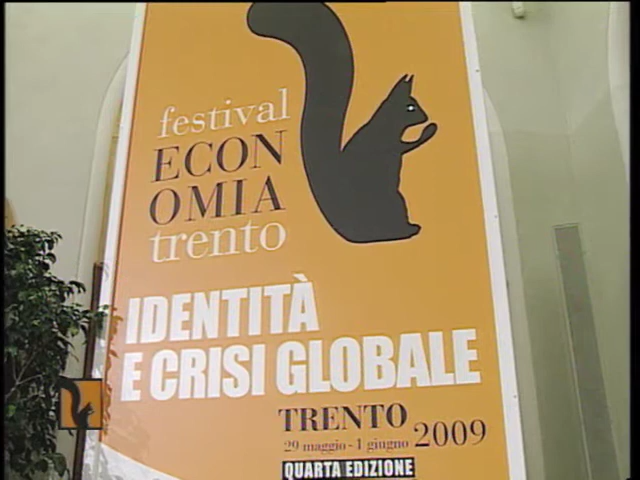 festival
ECON
OMIA
trento
IDENTITÀ
E CRISI GLOBALE
TRENTO
29 maggio - 1 giugno 2009
QUARTA EDIZIONE